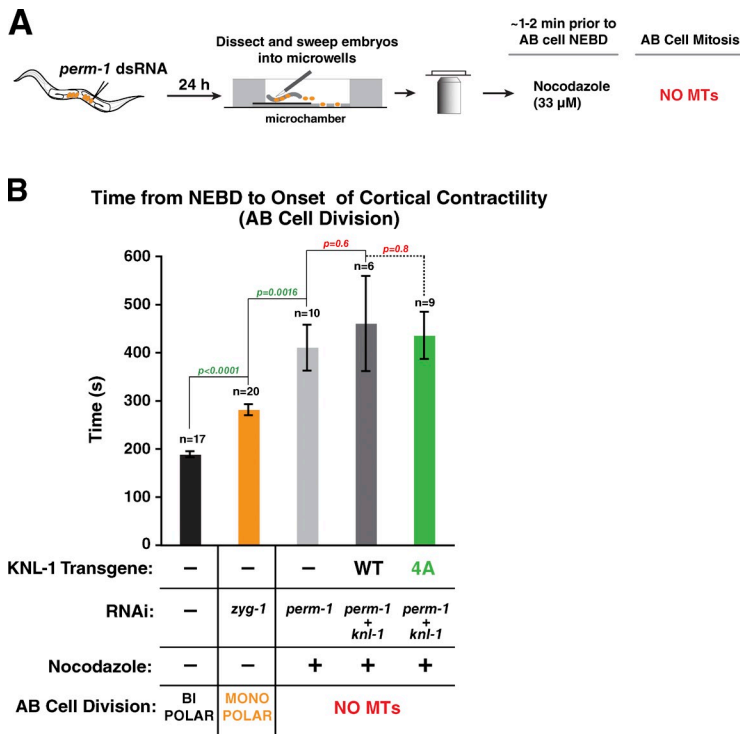 A
perm-1 dsRNA
24 h
Dissect and sweep embryos
into microwells
microchamber
~1-2 min prior to
AB cell NEBD
Nocodazole
(33 µM)
AB Cell Mitosis
NO MTs
B
Time from NEBD to Onset of Cortical Contractility
(AB Cell Division)
Time (s)
600
500
400
300
200
100
0
p<0.0001
p=0.0016
p=0.6
p=0.8
n=17
n=20
n=10
n=6
n=9
KNL-1 Transgene: – – – WT 4A
RNAi: – zyg-1 perm-1 perm-1 + knl-1 perm-1 + knl-1
Nocodazole: – – + + +
AB Cell Division: BI POLAR MONO POLAR NO MTs